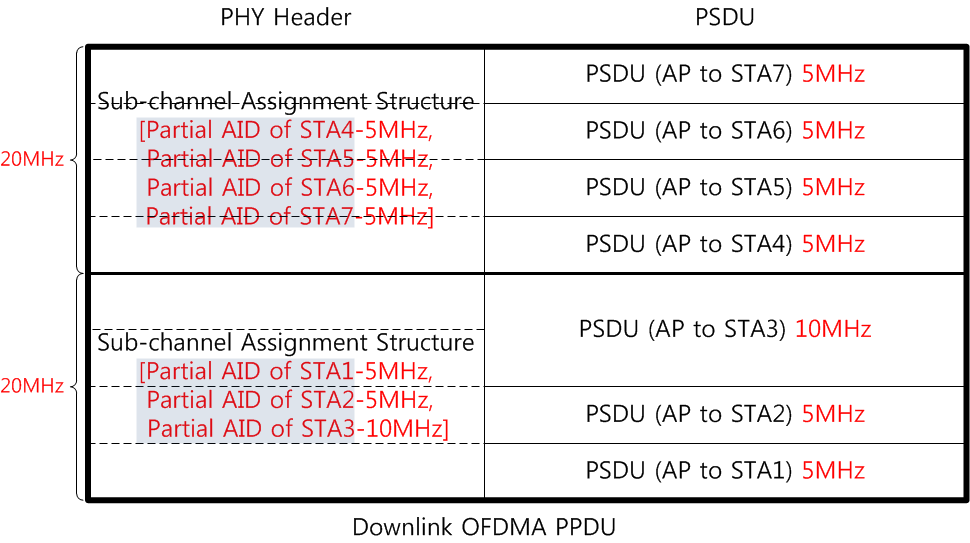 PHY Header
PSDU
20MHz
Sub-channel Assignment Structure
[Partial AID of STA4-5MHz,
Partial AID of STA5-5MHz,
Partial AID of STA6-5MHz,
Partial AID of STA7-5MHz]
PSDU (AP to STA7) 5MHz
PSDU (AP to STA6) 5MHz
PSDU (AP to STA5) 5MHz
PSDU (AP to STA4) 5MHz
20MHz
Sub-channel Assignment Structure
[Partial AID of STA1-5MHz,
Partial AID of STA2-5MHz,
Partial AID of STA3-10MHz]
PSDU (AP to STA3) 10MHz
PSDU (AP to STA2) 5MHz
PSDU (AP to STA1) 5MHz
Downlink OFDMA PPDU